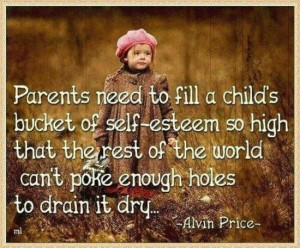 Parents need to fill a child's
bucket of self-esteem so high
that the rest of the world
can't poke enough holes
to drain it dry...
~Alvin Price~